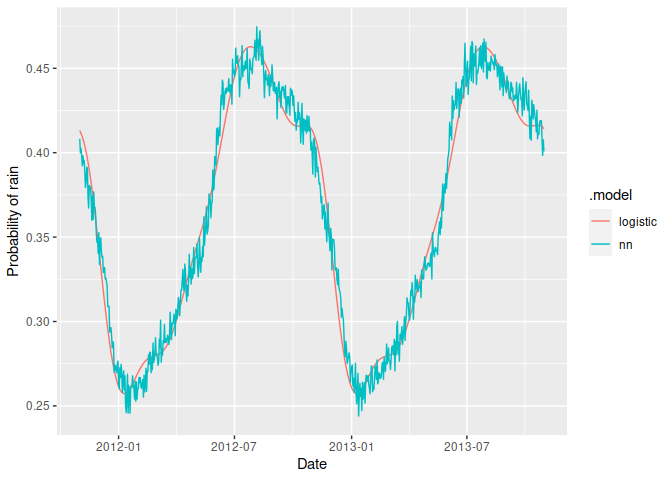 Probability of rain
0.45
0.40
0.35
0.30
0.25
2012-01
2012-07
2013-01
2013-07
Date
.model
logistic
nn